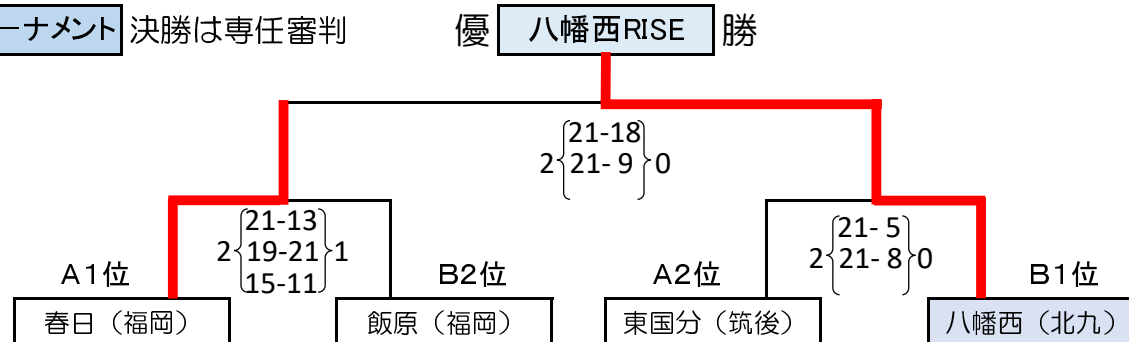 ーナメント 決勝は専任審判 優 八幡西RISE 勝
21-18
2 21- 9 0
21-13
2 19-21 1
15-11
21- 5
2 21- 8 0
A1位 B2位 A2位 B1位
春日（福岡） 飯原（福岡） 東国分（筑後） 八幡西（北九）